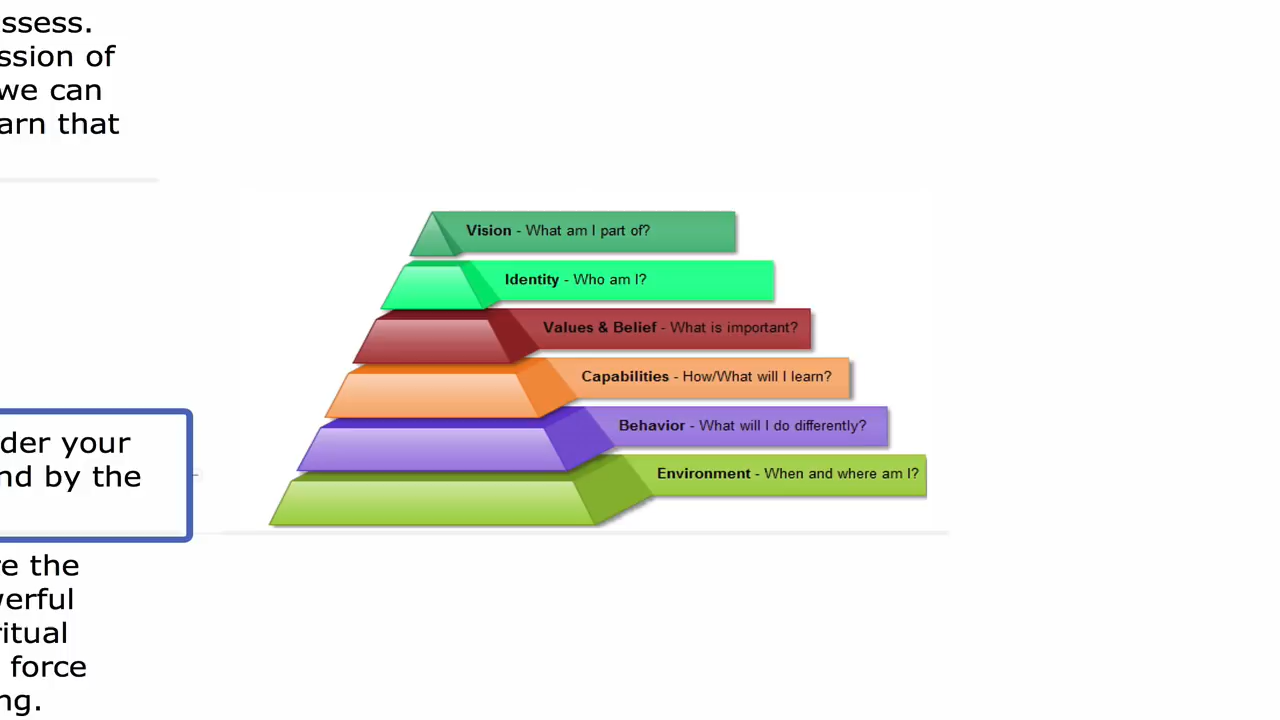 ssess.
ssion of
we can
arn that
Vision - What am I part of?
Identity - Who am I?
Values & Belief - What is important?
Capabilities - How/What will I learn?
Behavior - What will I do differently?
Environment - When and where am I?
der your
nd by the
re the
werful
ritual
force
ng.